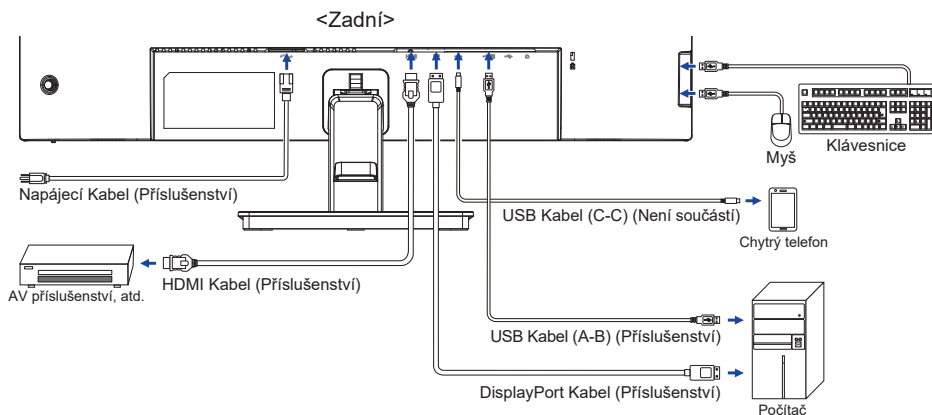 <Zadní>
Myš
Klávesnice
Napájecí Kabel (Příslušenství)
USB Kabel (C-C) (Není součástí)
Chytrý telefon
AV příslušenství, atd.
HDMI Kabel (Příslušenství)
USB Kabel (A-B) (Příslušenství)
DisplayPort Kabel (Příslušenství)
Počítač